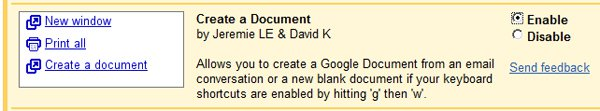 New window
Print all
Create a document
Create a Document
by Jeremie LE & David K
Allows you to create a Google Document from an email
conversation or a new blank document if your keyboard
shortcuts are enabled by hitting 'g' then 'w'.
Enable
Disable
Send feedback